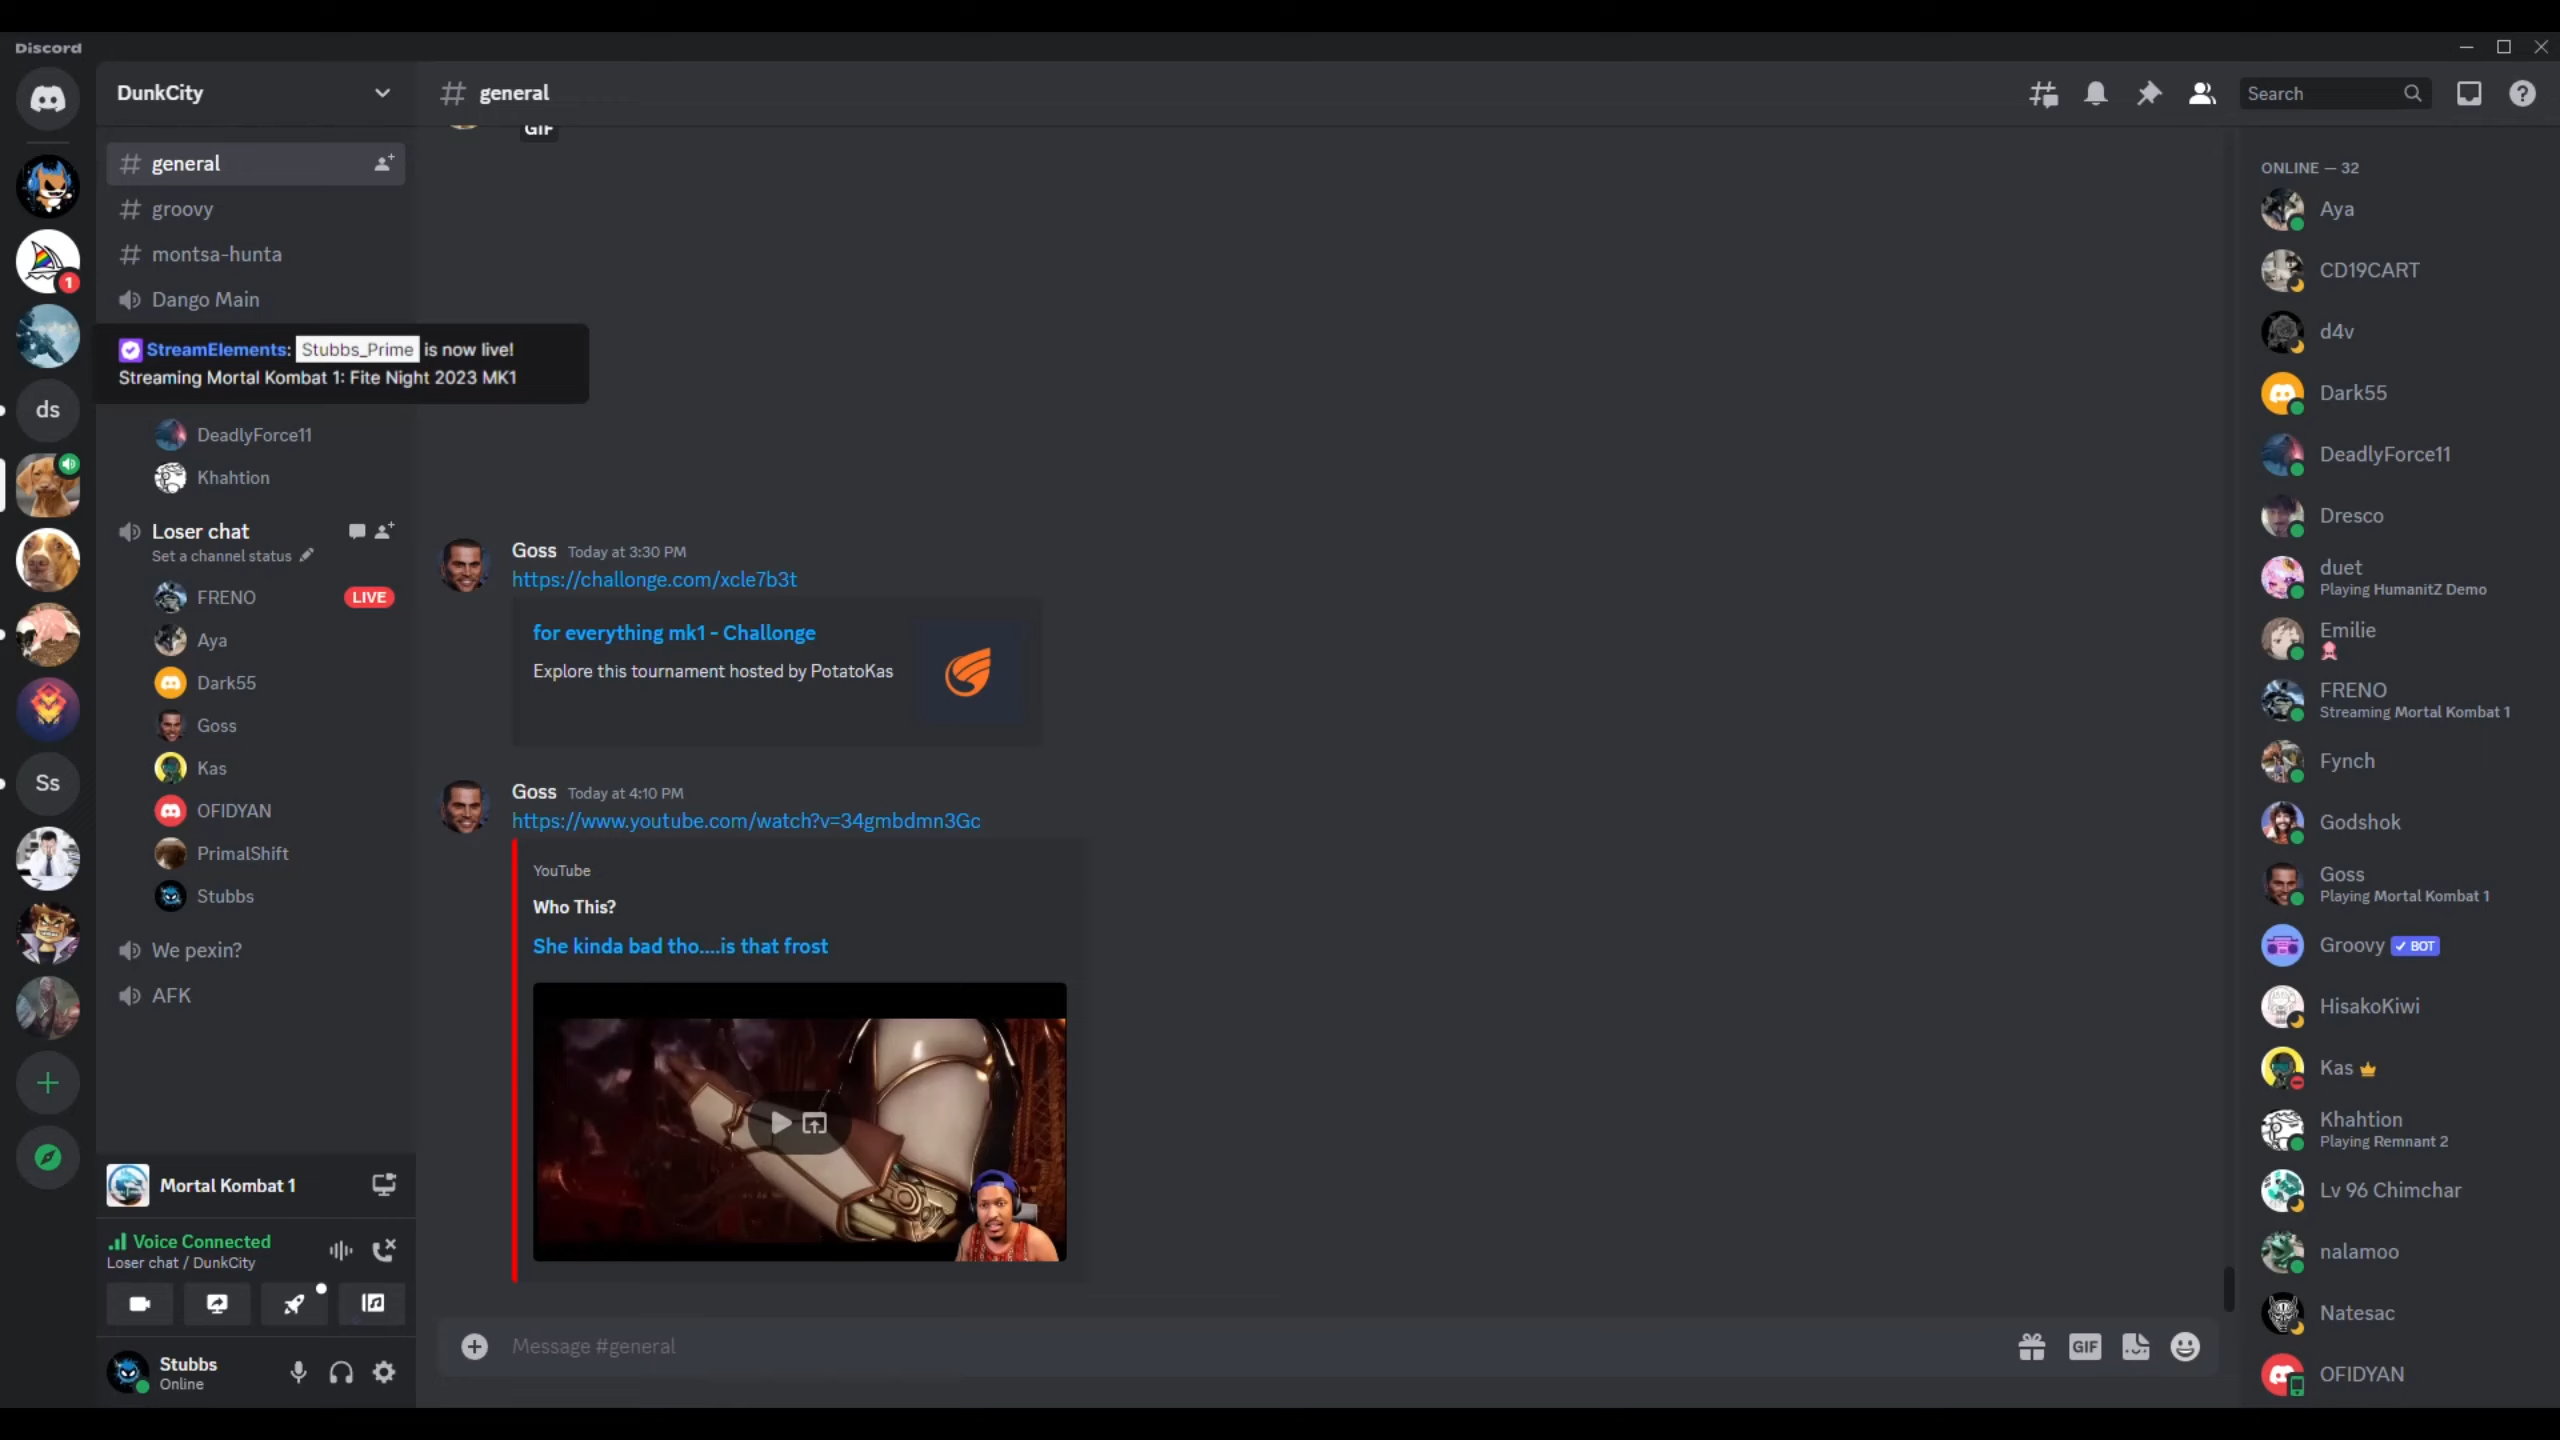 Discord
DunkCity
general
GIF
Search
general
groovy
montsa-hunta
Dango Main
StreamElements: Stubbs_Prime is now live!
Streaming Mortal Kombat 1: Fite Night 2023 MK1
1
ds
Ss
DeadlyForce11
Khahtion
Loser chat
Set a channel status
FRENO LIVE
Aya
Dark55
Goss
Kas
OFIDYAN
PrimalShift
Stubbs
We pexin?
AFK
Mortal Kombat 1
Voice Connected
Loser chat / DunkCity
Stubbs
Online
Goss Today at 3:30 PM
https://challonge.com/xcle7b3t
for everything mk1 - Challonge
Explore this tournament hosted by PotatoKas
Goss Today at 4:10 PM
https://www.youtube.com/watch?v=34gmbdmn3Gc
YouTube
Who This?
She kinda bad tho....is that frost
Message #general
GIF
ONLINE — 32
Aya
CD19CART
d4v
Dark55
DeadlyForce11
Dresco
duet
Playing HumanitZ Demo
Emilie
FRENO
Streaming Mortal Kombat 1
Fynch
Godshok
Goss
Playing Mortal Kombat 1
Groovy BOT
HisakoKiwi
Kas
Khahtion
Playing Remnant 2
Lv 96 Chimchar
nalamoo
Natesac
OFIDYAN